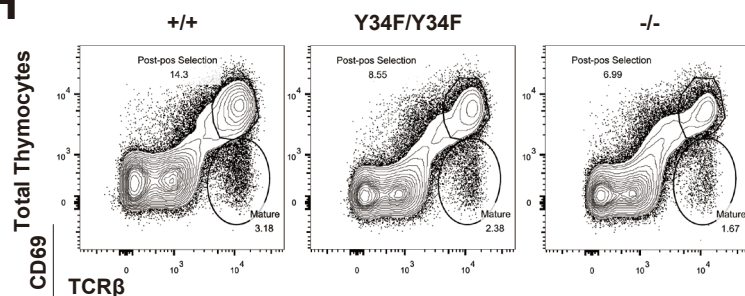 +/+ Y34F/Y34F -/-
Total Thymocytes
Post-pos Selection
14.3
Mature
3.18
10^4
10^3
0
0 10^3 10^4
Post-pos Selection
8.55
Mature
2.38
10^4
10^3
0
0 10^3 10^4
Post-pos Selection
6.99
Mature
1.67
10^4
10^3
0
0 10^3 10^4
CD69
TCRβ